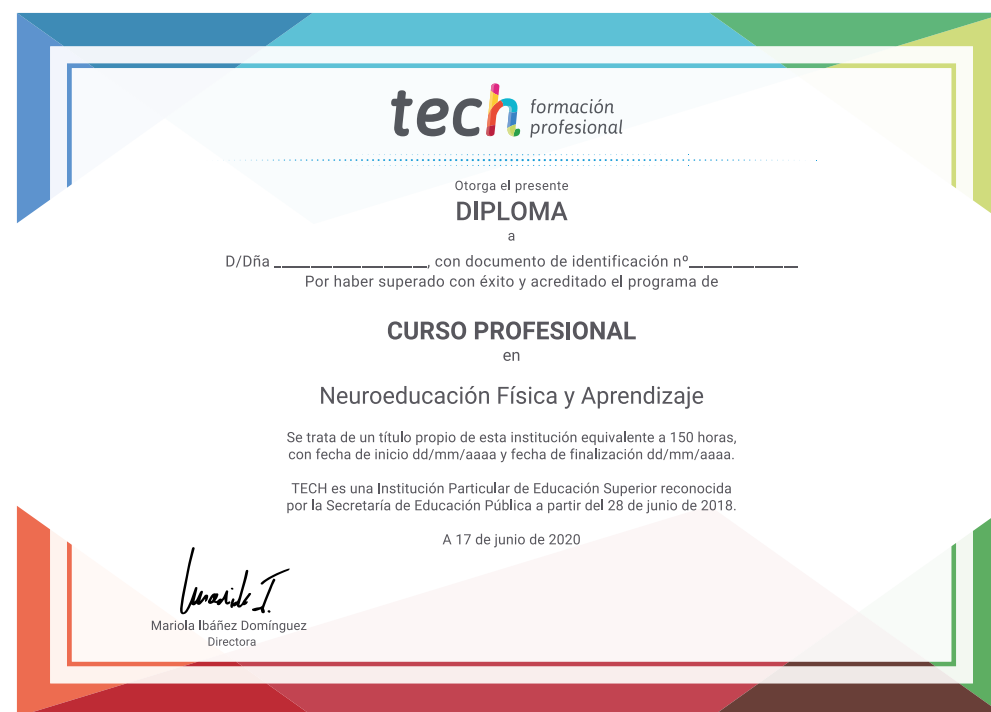 tech formación
profesional
Otorga el presente
DIPLOMA
a
D/Dña ____________________, con documento de identificación nº______________
Por haber superado con éxito y acreditado el programa de
CURSO PROFESIONAL
en
Neuroeducación Física y Aprendizaje
Se trata de un título propio de esta institución equivalente a 150 horas,
con fecha de inicio dd/mm/aaaa y fecha de finalización dd/mm/aaaa.
TECH es una Institución Particular de Educación Superior reconocida
por la Secretaría de Educación Pública a partir del 28 de junio de 2018.
A 17 de junio de 2020
Mariola Ibáñez Domínguez
Directora